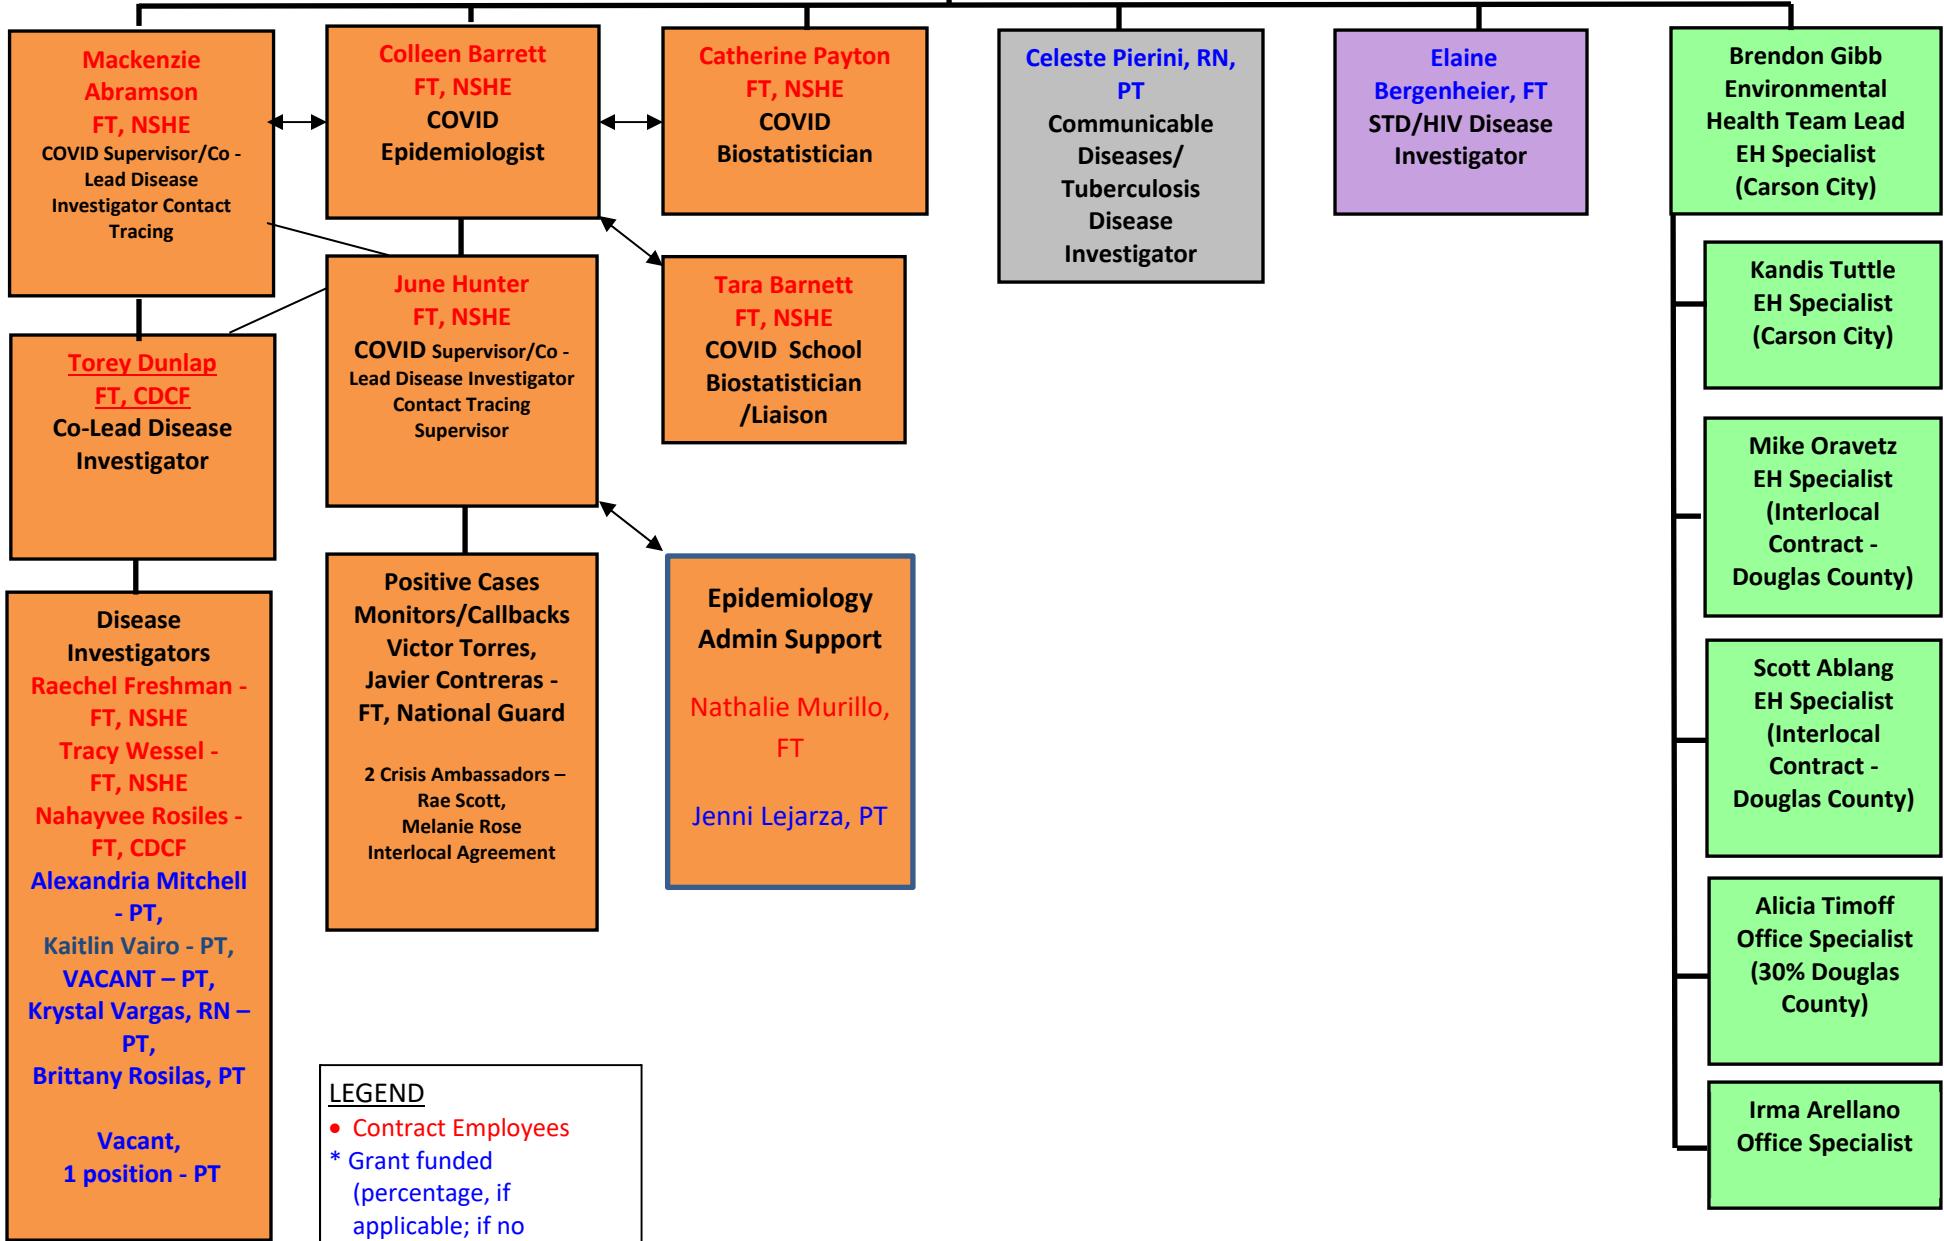 Mackenzie
Abramson
FT, NSHE
COVID Supervisor/Co -
Lead Disease
Investigator Contact
Tracing
Colleen Barrett
FT, NSHE
COVID
Epidemiologist
Catherine Payton
FT, NSHE
COVID
Biostatistician
Celeste Pierini, RN,
PT
Communicable
Diseases/
Tuberculosis
Disease
Investigator
Elaine
Bergenheier, FT
STD/HIV Disease
Investigator
Brendon Gibb
Environmental
Health Team Lead
EH Specialist
(Carson City)
Torey Dunlap
FT, CDCF
Co-Lead Disease
Investigator
June Hunter
FT, NSHE
COVID Supervisor/Co -
Lead Disease Investigator
Contact Tracing
Supervisor
Tara Barnett
FT, NSHE
COVID School
Biostatistician
/Liaison
Kandis Tuttle
EH Specialist
(Carson City)
Mike Oravetz
EH Specialist
(Interlocal
Contract -
Douglas County)
Disease
Investigators
Raechel Freshman -
FT, NSHE
Tracy Wessel -
FT, NSHE
Nahayvee Rosiles -
FT, CDCF
Alexandria Mitchell
- PT,
Kaitlin Vairo - PT,
VACANT – PT,
Krystal Vargas, RN –
PT,
Brittany Rosilas, PT
Vacant,
1 position - PT
Positive Cases
Monitors/Callbacks
Victor Torres,
Javier Contreras -
FT, National Guard
2 Crisis Ambassadors –
Rae Scott,
Melanie Rose
Interlocal Agreement
Epidemiology
Admin Support
Nathalie Murillo,
FT
Jenni Lejarza, PT
Scott Ablang
EH Specialist
(Interlocal
Contract -
Douglas County)
Alicia Timoff
Office Specialist
(30% Douglas
County)
Irma Arellano
Office Specialist
LEGEND
• Contract Employees
* Grant funded
(percentage, if
applicable; if no